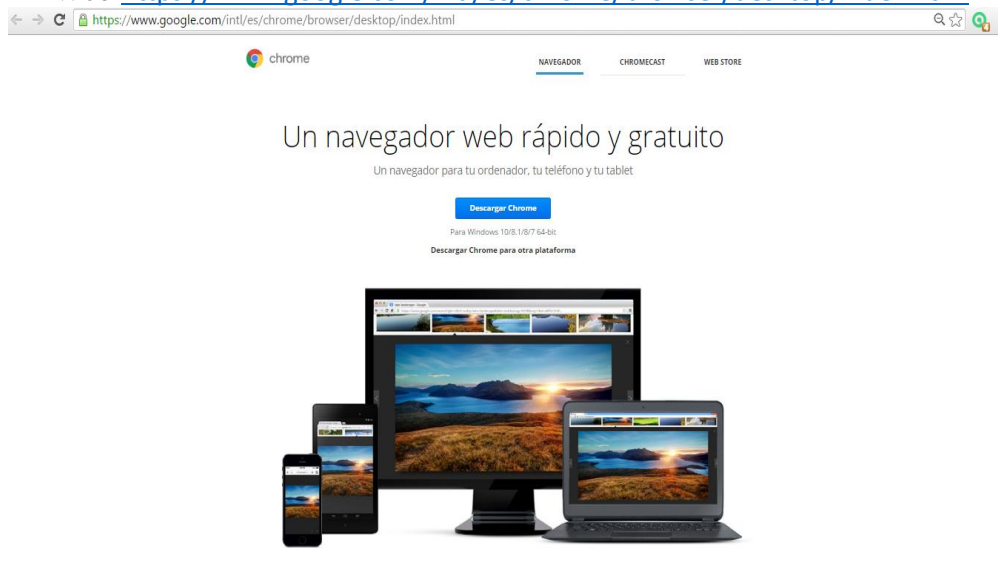 https://www.google.com/intl/es/chrome/browser/desktop/index.html
chrome
NAVEGADOR CHROMECAST WEB STORE
Un navegador web rápido y gratuito
Un navegador para tu ordenador, tu teléfono y tu tablet
Descargar Chrome
Para Windows 10/8.1/8/7 64-bit
Descargar Chrome para otra plataforma